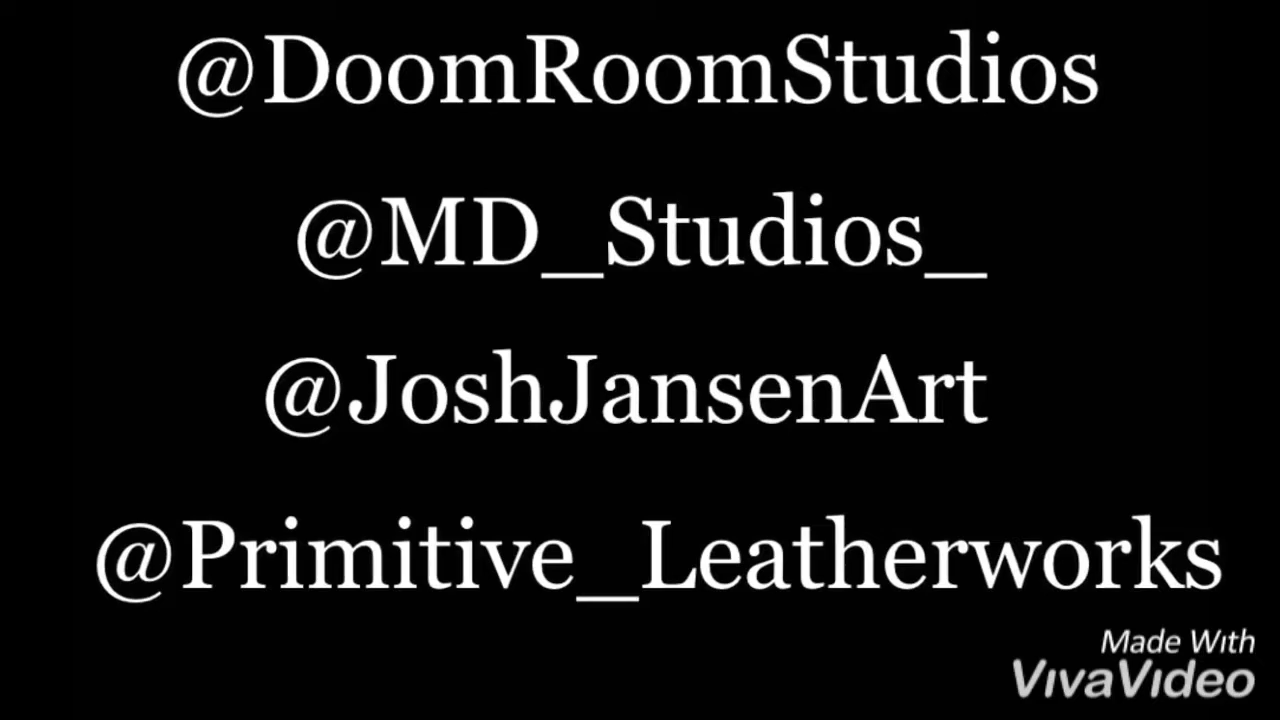 @DoomRoomStudios
@MD_Studios_
@JoshJansenArt
@Primitive_Leatherworks
Made With
VivaVideo